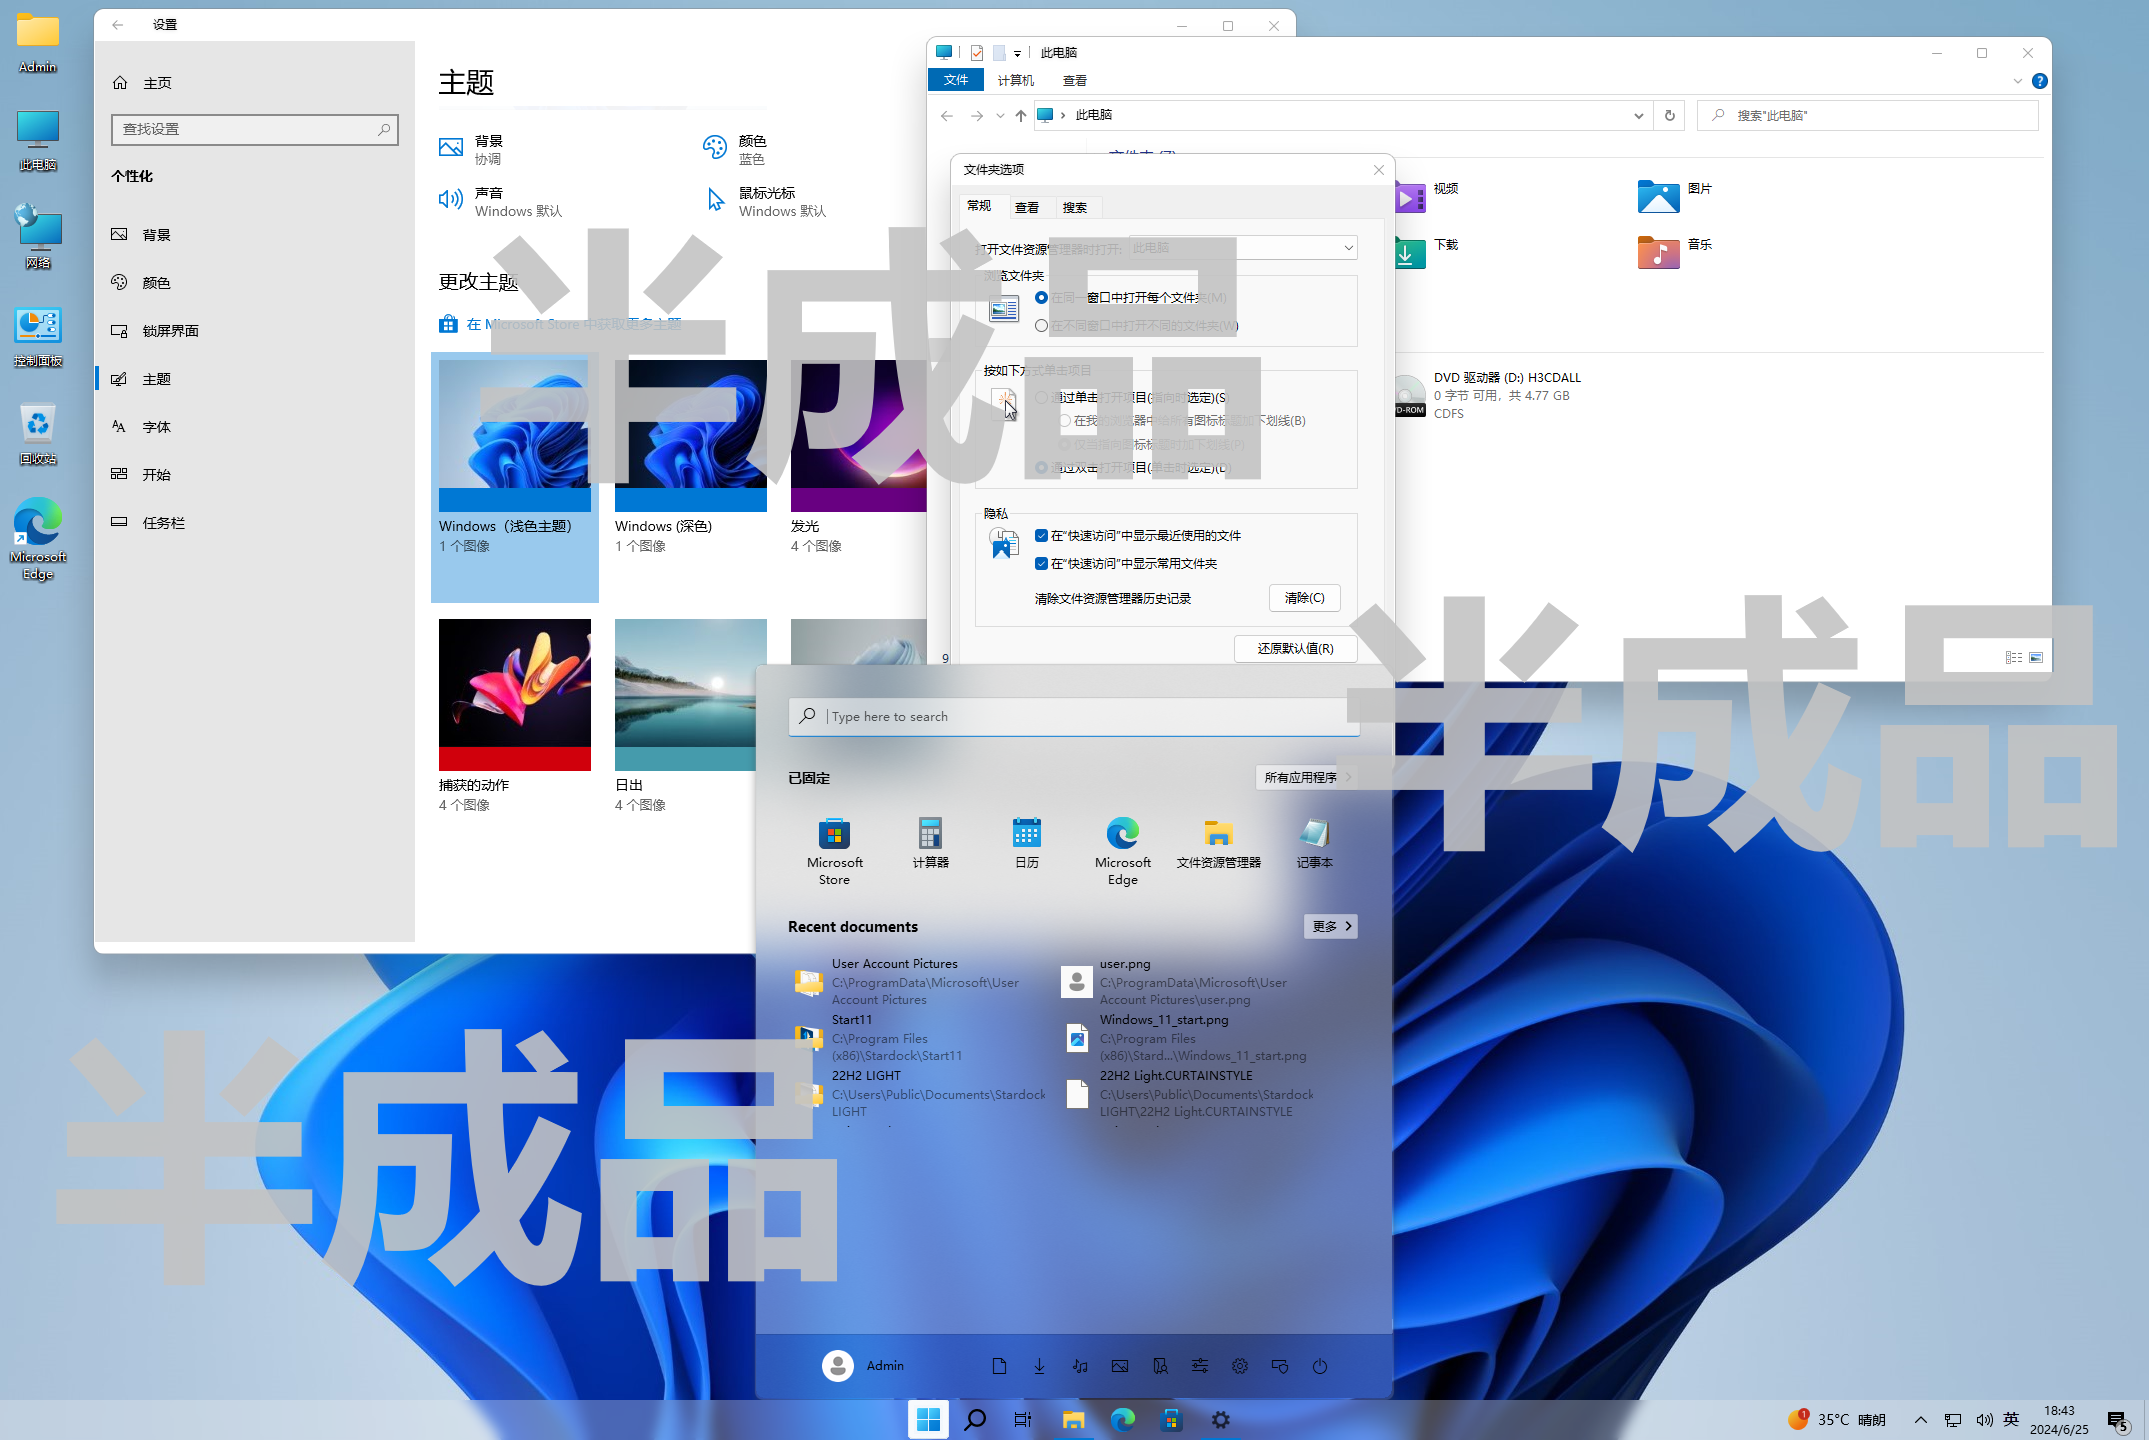 Admin
此电脑
网络
控制面板
回收站
Microsoft
Edge
设置
主页
查找设置
个性化
背景
颜色
锁屏界面
主题
字体
开始
任务栏
主题
背景
协调
颜色
蓝色
声音
Windows 默认
鼠标光标
Windows 默认
更改主题
在 Microsoft Store 中获取更多主题
Windows（浅色主题）
1 个图像
Windows (深色)
1 个图像
发光
4 个图像
捕获的动作
4 个图像
日出
4 个图像
此电脑
文件
计算机
查看
此电脑
搜索"此电脑"
视频
图片
下载
音乐
DVD 驱动器 (D:) H3CDALL
0 字节 可用，共 4.77 GB
CDFS
DVD-ROM
9
文件夹选项
常规
查看
搜索
打开文件资源管理器时打开:
此电脑
浏览文件夹
在同一窗口中打开每个文件夹(M)
在不同窗口中打开不同的文件夹(W)
按如下方式单击项目
通过单击打开项目(指向时选定)(S)
在我的浏览器中给所有图标标题加下划线(B)
仅当指向图标标题时加下划线(P)
通过双击打开项目(单击时选定)(D)
隐私
在"快速访问"中显示最近使用的文件
在"快速访问"中显示常用文件夹
清除文件资源管理器历史记录
清除(C)
还原默认值(R)
Type here to search
已固定
所有应用程序
Microsoft
Store
计算器
日历
Microsoft
Edge
文件资源管理器
记事本
Recent documents
更多
User Account Pictures
C:\ProgramData\Microsoft\User
Account Pictures
user.png
C:\ProgramData\Microsoft\User
Account Pictures\user.png
Start11
C:\Program Files
(x86)\Stardock\Start11
Windows_11_start.png
C:\Program Files
(x86)\Stard...\Windows_11_start.png
22H2 LIGHT
C:\Users\Public\Documents\Stardock
LIGHT
22H2 Light.CURTAINSTYLE
C:\Users\Public\Documents\Stardock
LIGHT\22H2 Light.CURTAINSTYLE
Admin
半成品
半成品
半成品
1
35°C 晴朗
英
18:43
2024/6/25
5